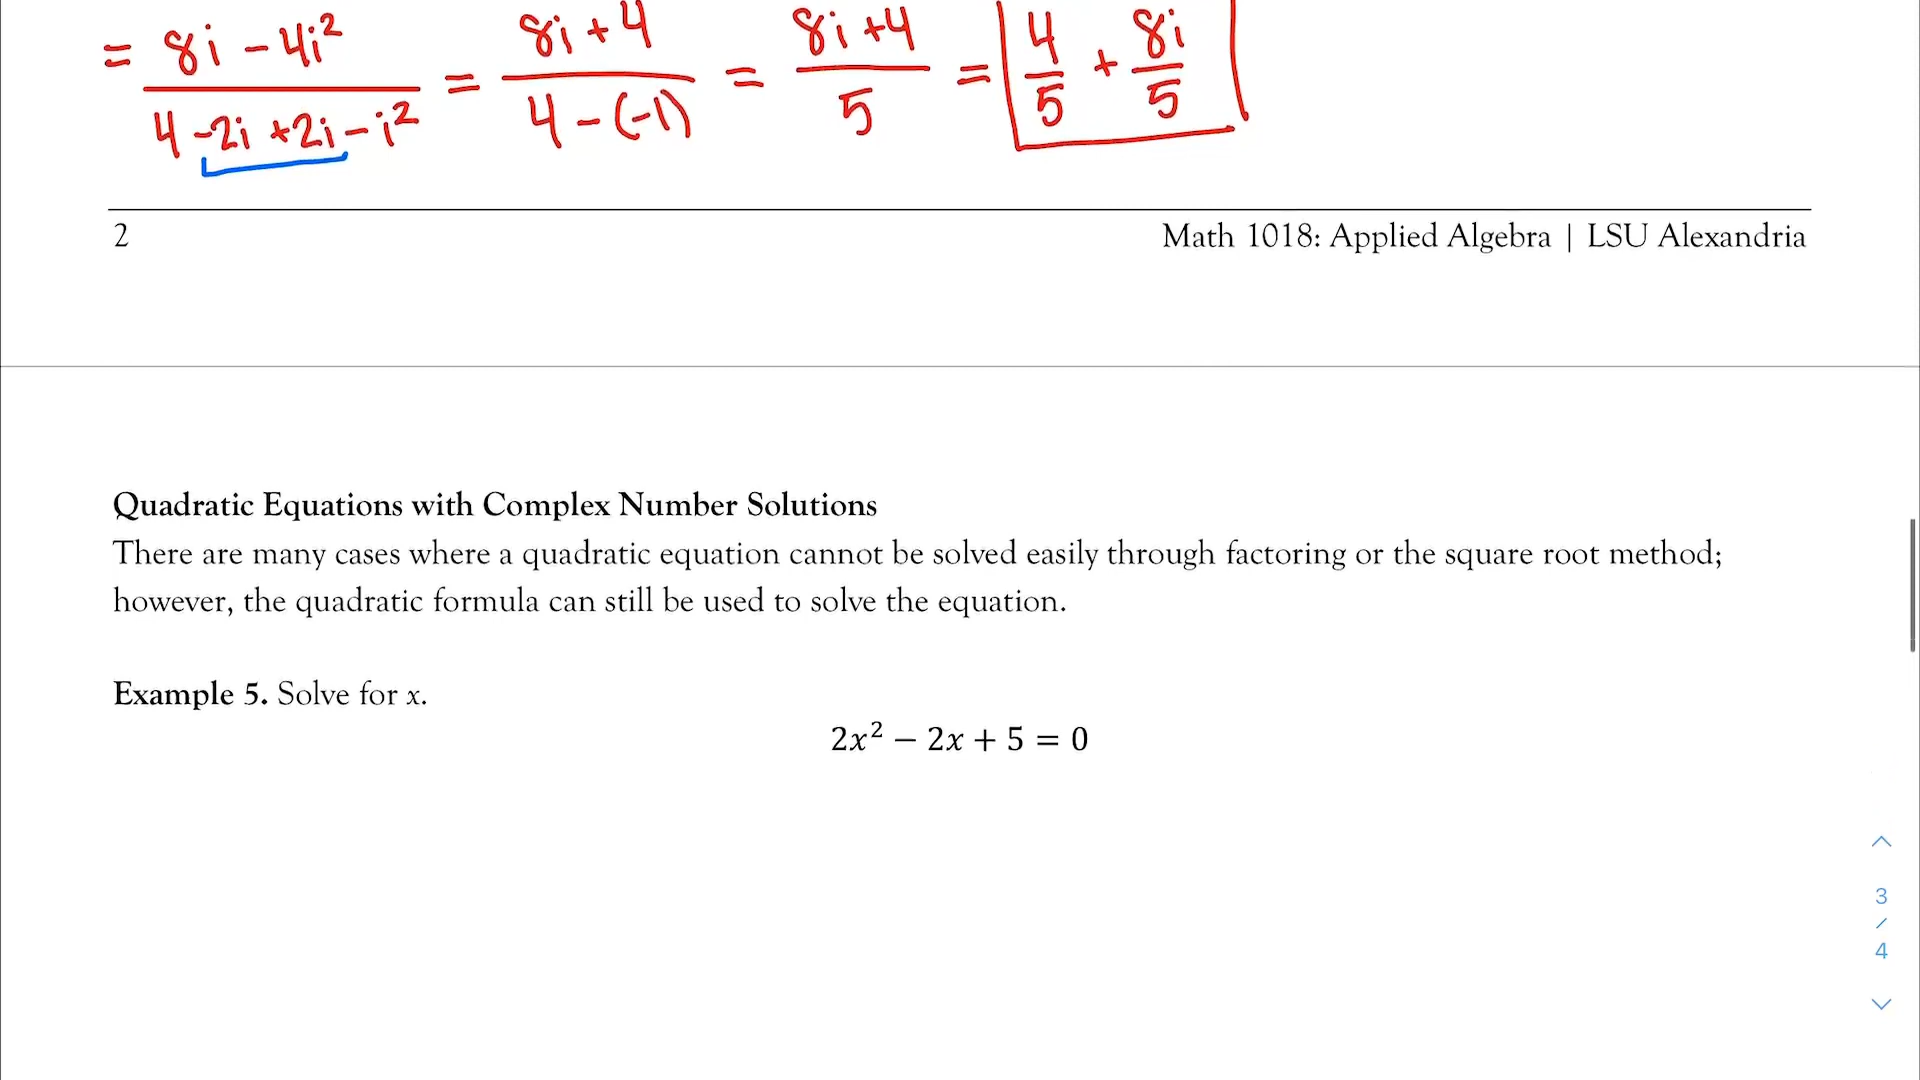 = (8i - 4i²)/(4 - 2i + 2i - i²) = (8i + 4)/(4 - (-1)) = (8i + 4)/5 = 4/5 + 8i/5
2
Math 1018: Applied Algebra | LSU Alexandria
Quadratic Equations with Complex Number Solutions
There are many cases where a quadratic equation cannot be solved easily through factoring or the square root method;
however, the quadratic formula can still be used to solve the equation.
Example 5. Solve for x.
2x² − 2x + 5 = 0
3
/
4